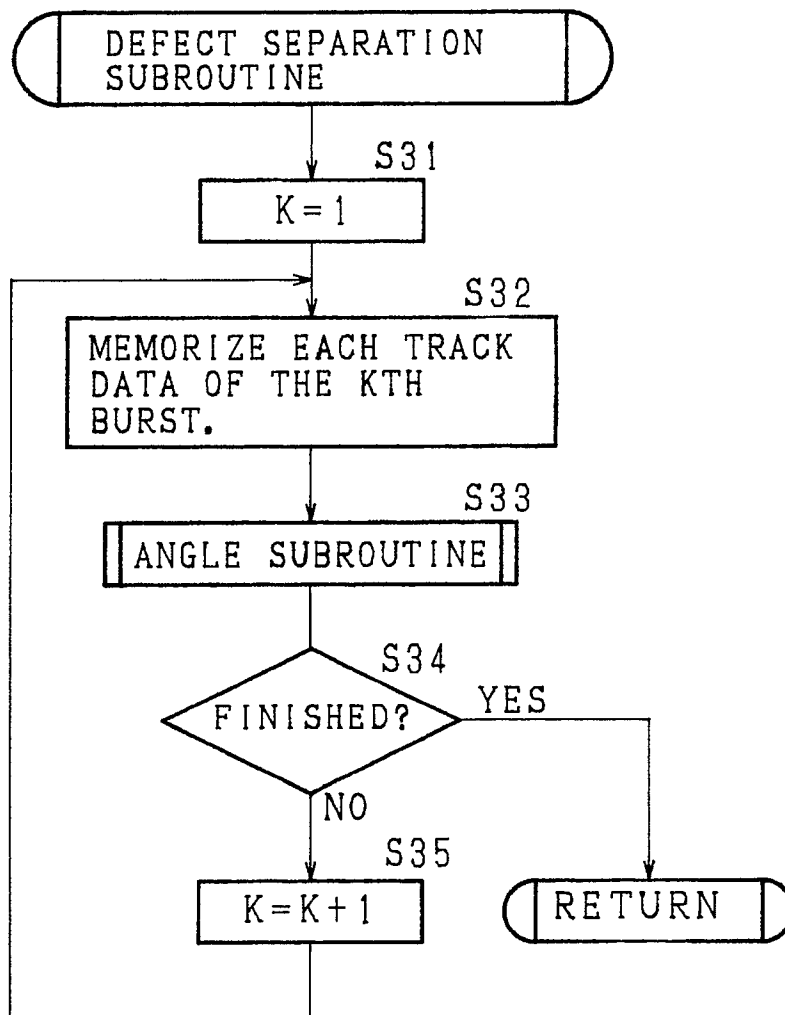 DEFECT SEPARATION
SUBROUTINE
S31
K=1
S32
MEMORIZE EACH TRACK
DATA OF THE KTH
BURST.
S33
ANGLE SUBROUTINE
S34
FINISHED?
YES
NO
S35
K=K+1
RETURN